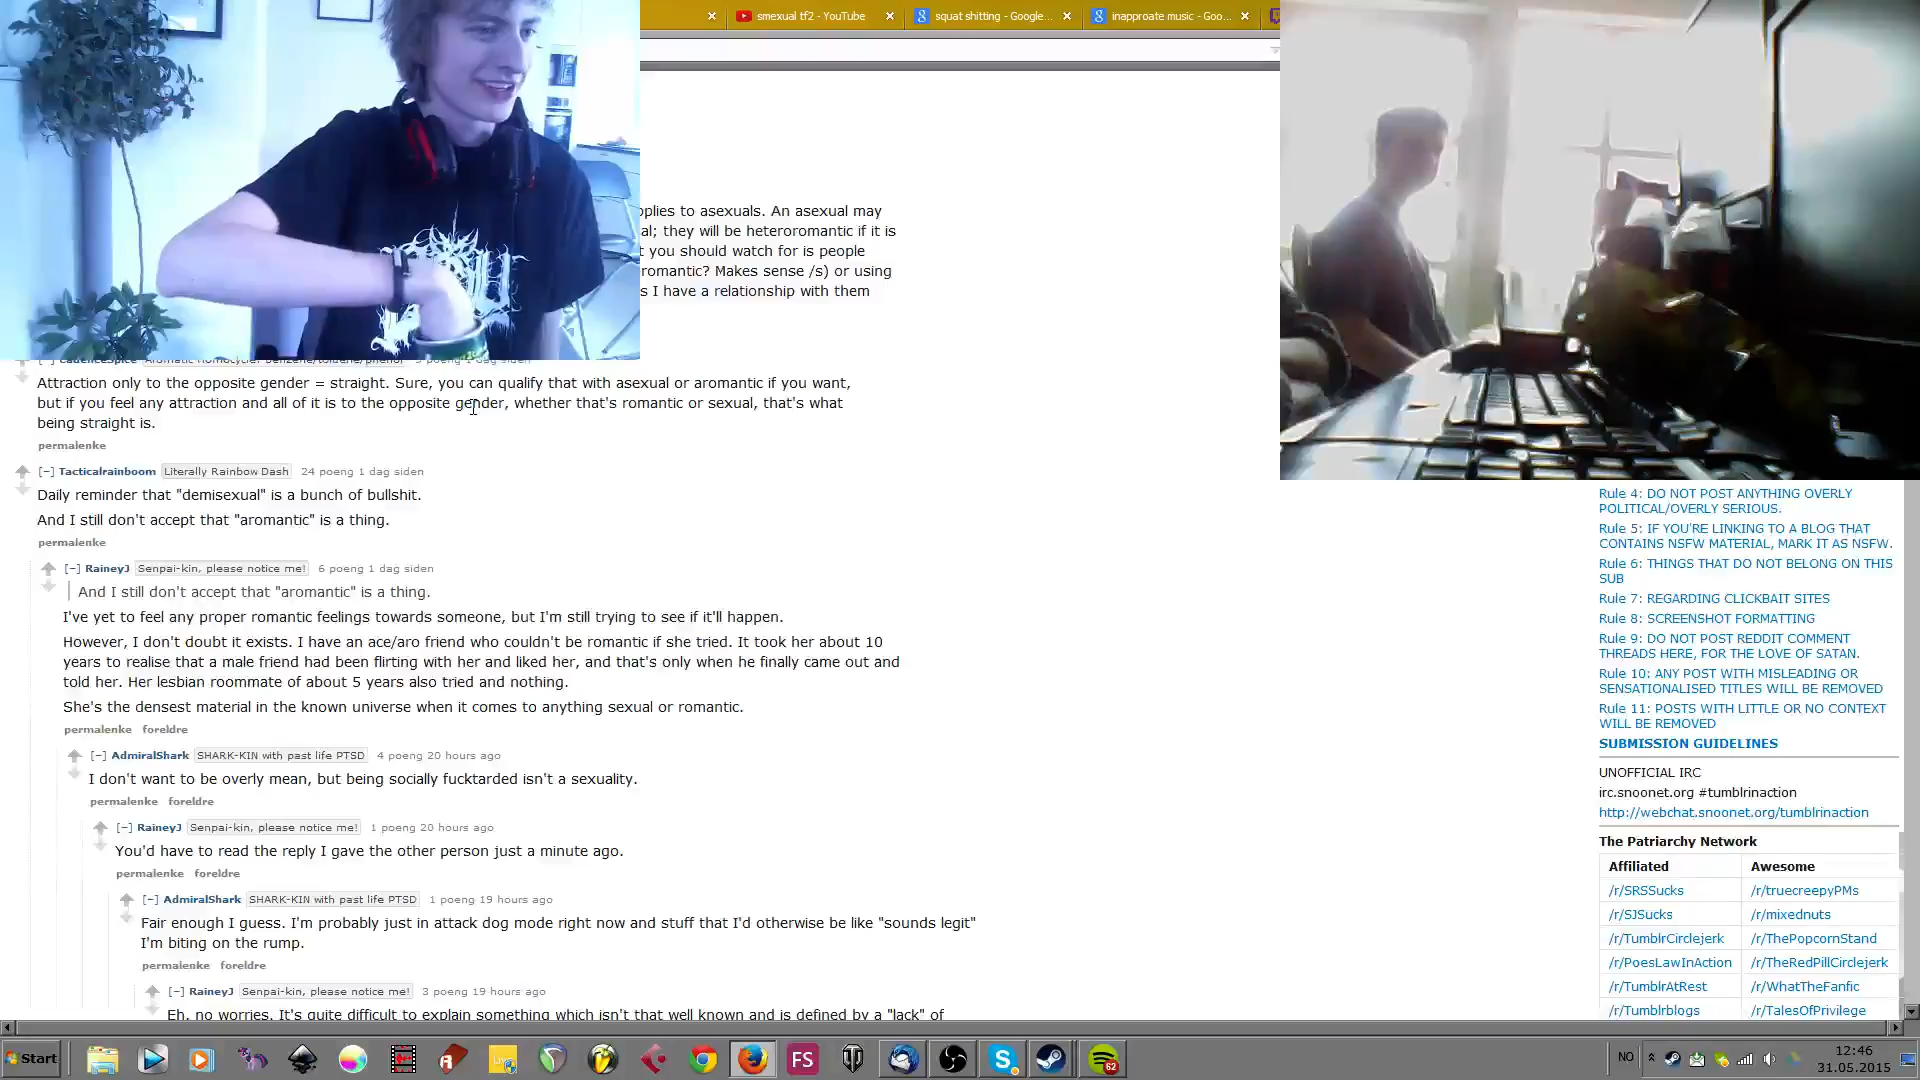 smexual tf2 - YouTube
squat shitting - Google...
inapproate music - Goo...
plies to asexuals. An asexual may
al; they will be heteroromantic if it is
t you should watch for is people
romantic? Makes sense /s) or using
s I have a relationship with them
Attraction only to the opposite gender = straight. Sure, you can qualify that with asexual or aromantic if you want,
but if you feel any attraction and all of it is to the opposite gender, whether that's romantic or sexual, that's what
being straight is.
permalenke
[–] Tacticalrainboom Literally Rainbow Dash 24 poeng 1 dag siden
Daily reminder that "demisexual" is a bunch of bullshit.
And I still don't accept that "aromantic" is a thing.
permalenke
[–] RaineyJ Senpai-kin, please notice me! 6 poeng 1 dag siden
And I still don't accept that "aromantic" is a thing.
I've yet to feel any proper romantic feelings towards someone, but I'm still trying to see if it'll happen.
However, I don't doubt it exists. I have an ace/aro friend who couldn't be romantic if she tried. It took her about 10
years to realise that a male friend had been flirting with her and liked her, and that's only when he finally came out and
told her. Her lesbian roommate of about 5 years also tried and nothing.
She's the densest material in the known universe when it comes to anything sexual or romantic.
permalenke foreldre
[–] AdmiralShark SHARK-KIN with past life PTSD 4 poeng 20 hours ago
I don't want to be overly mean, but being socially fucktarded isn't a sexuality.
permalenke foreldre
[–] RaineyJ Senpai-kin, please notice me! 1 poeng 20 hours ago
You'd have to read the reply I gave the other person just a minute ago.
permalenke foreldre
[–] AdmiralShark SHARK-KIN with past life PTSD 1 poeng 19 hours ago
Fair enough I guess. I'm probably just in attack dog mode right now and stuff that I'd otherwise be like "sounds legit"
I'm biting on the rump.
permalenke foreldre
[–] RaineyJ Senpai-kin, please notice me! 3 poeng 19 hours ago
Eh, no worries. It's quite difficult to explain something which isn't that well known and is defined by a "lack" of
Rule 4: DO NOT POST ANYTHING OVERLY
POLITICAL/OVERLY SERIOUS.
Rule 5: IF YOU'RE LINKING TO A BLOG THAT
CONTAINS NSFW MATERIAL, MARK IT AS NSFW.
Rule 6: THINGS THAT DO NOT BELONG ON THIS
SUB
Rule 7: REGARDING CLICKBAIT SITES
Rule 8: SCREENSHOT FORMATTING
Rule 9: DO NOT POST REDDIT COMMENT
THREADS HERE, FOR THE LOVE OF SATAN.
Rule 10: ANY POST WITH MISLEADING OR
SENSATIONALISED TITLES WILL BE REMOVED
Rule 11: POSTS WITH LITTLE OR NO CONTEXT
WILL BE REMOVED
SUBMISSION GUIDELINES
UNOFFICIAL IRC
irc.snoonet.org #tumblrinaction
http://webchat.snoonet.org/tumblrinaction
The Patriarchy Network
Affiliated Awesome
/r/SRSSucks /r/truecreepyPMs
/r/SJSucks /r/mixednuts
/r/TumblrCirclejerk /r/ThePopcornStand
/r/PoesLawInAction /r/TheRedPillCirclejerk
/r/TumblrAtRest /r/WhatTheFanfic
/r/Tumblrblogs /r/TalesOfPrivilege
Start
FS
62
NO
12:46
31.05.2015